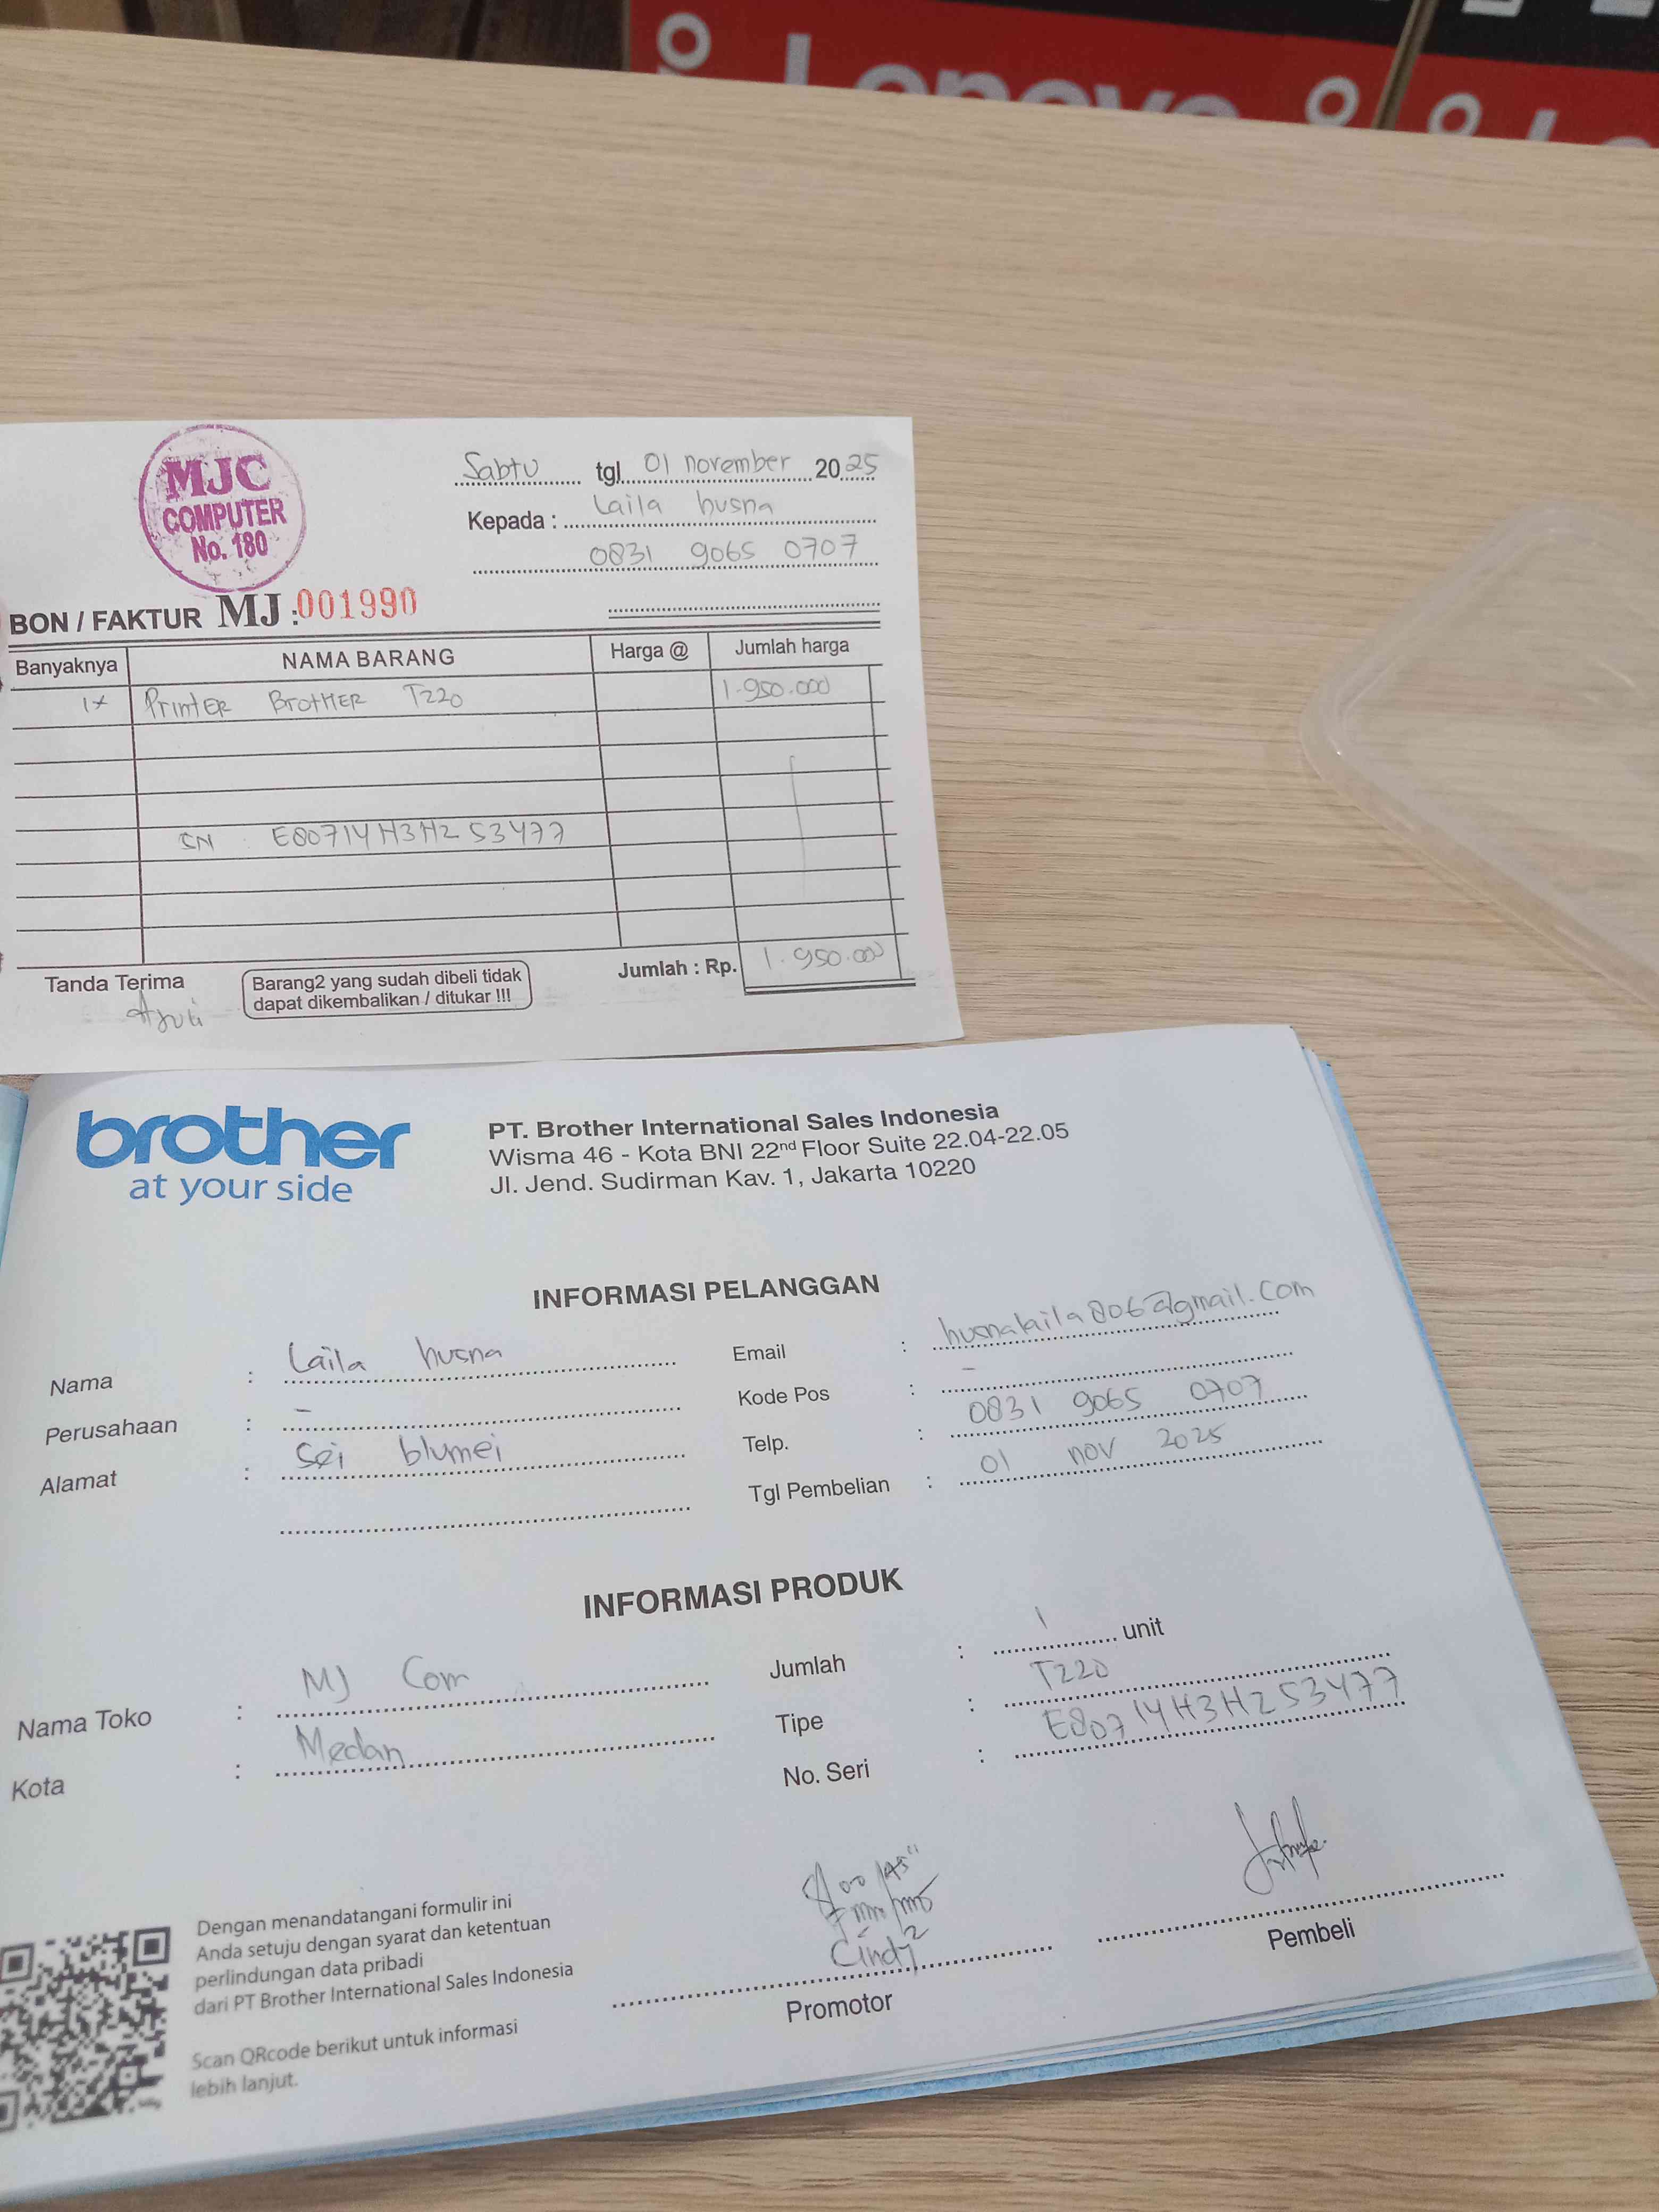 Lenovo
MJC
COMPUTER
No. 180
Sabtu tgl. 01 november 2025
Kepada : Laila husna
0831 9065 0707
BON / FAKTUR MJ : 001990
Banyaknya NAMA BARANG Harga @ Jumlah harga
1x Printer Brother T220 1.950.000
SN E80714H3H253477
Tanda Terima Barang2 yang sudah dibeli tidak dapat dikembalikan / ditukar !!! Jumlah : Rp. 1.950.000
brother
at your side
PT. Brother International Sales Indonesia
Wisma 46 - Kota BNI 22nd Floor Suite 22.04-22.05
Jl. Jend. Sudirman Kav. 1, Jakarta 10220
INFORMASI PELANGGAN
Nama : Laila husna
Perusahaan : -
Alamat : Sei blumei
Email : husnalaila806@gmail.com
Kode Pos : -
Telp. : 0831 9065 0707
Tgl Pembelian : 01 nov 2025
INFORMASI PRODUK
Nama Toko : MJ Com
Kota : Medan
Jumlah : 1 unit
Tipe : T220
No. Seri : E80714H3H253477
Dengan menandatangani formulir ini
Anda setuju dengan syarat dan ketentuan
perlindungan data pribadi
dari PT Brother International Sales Indonesia
Scan QRcode berikut untuk informasi
lebih lanjut.
Cindy
Promotor
Pembeli